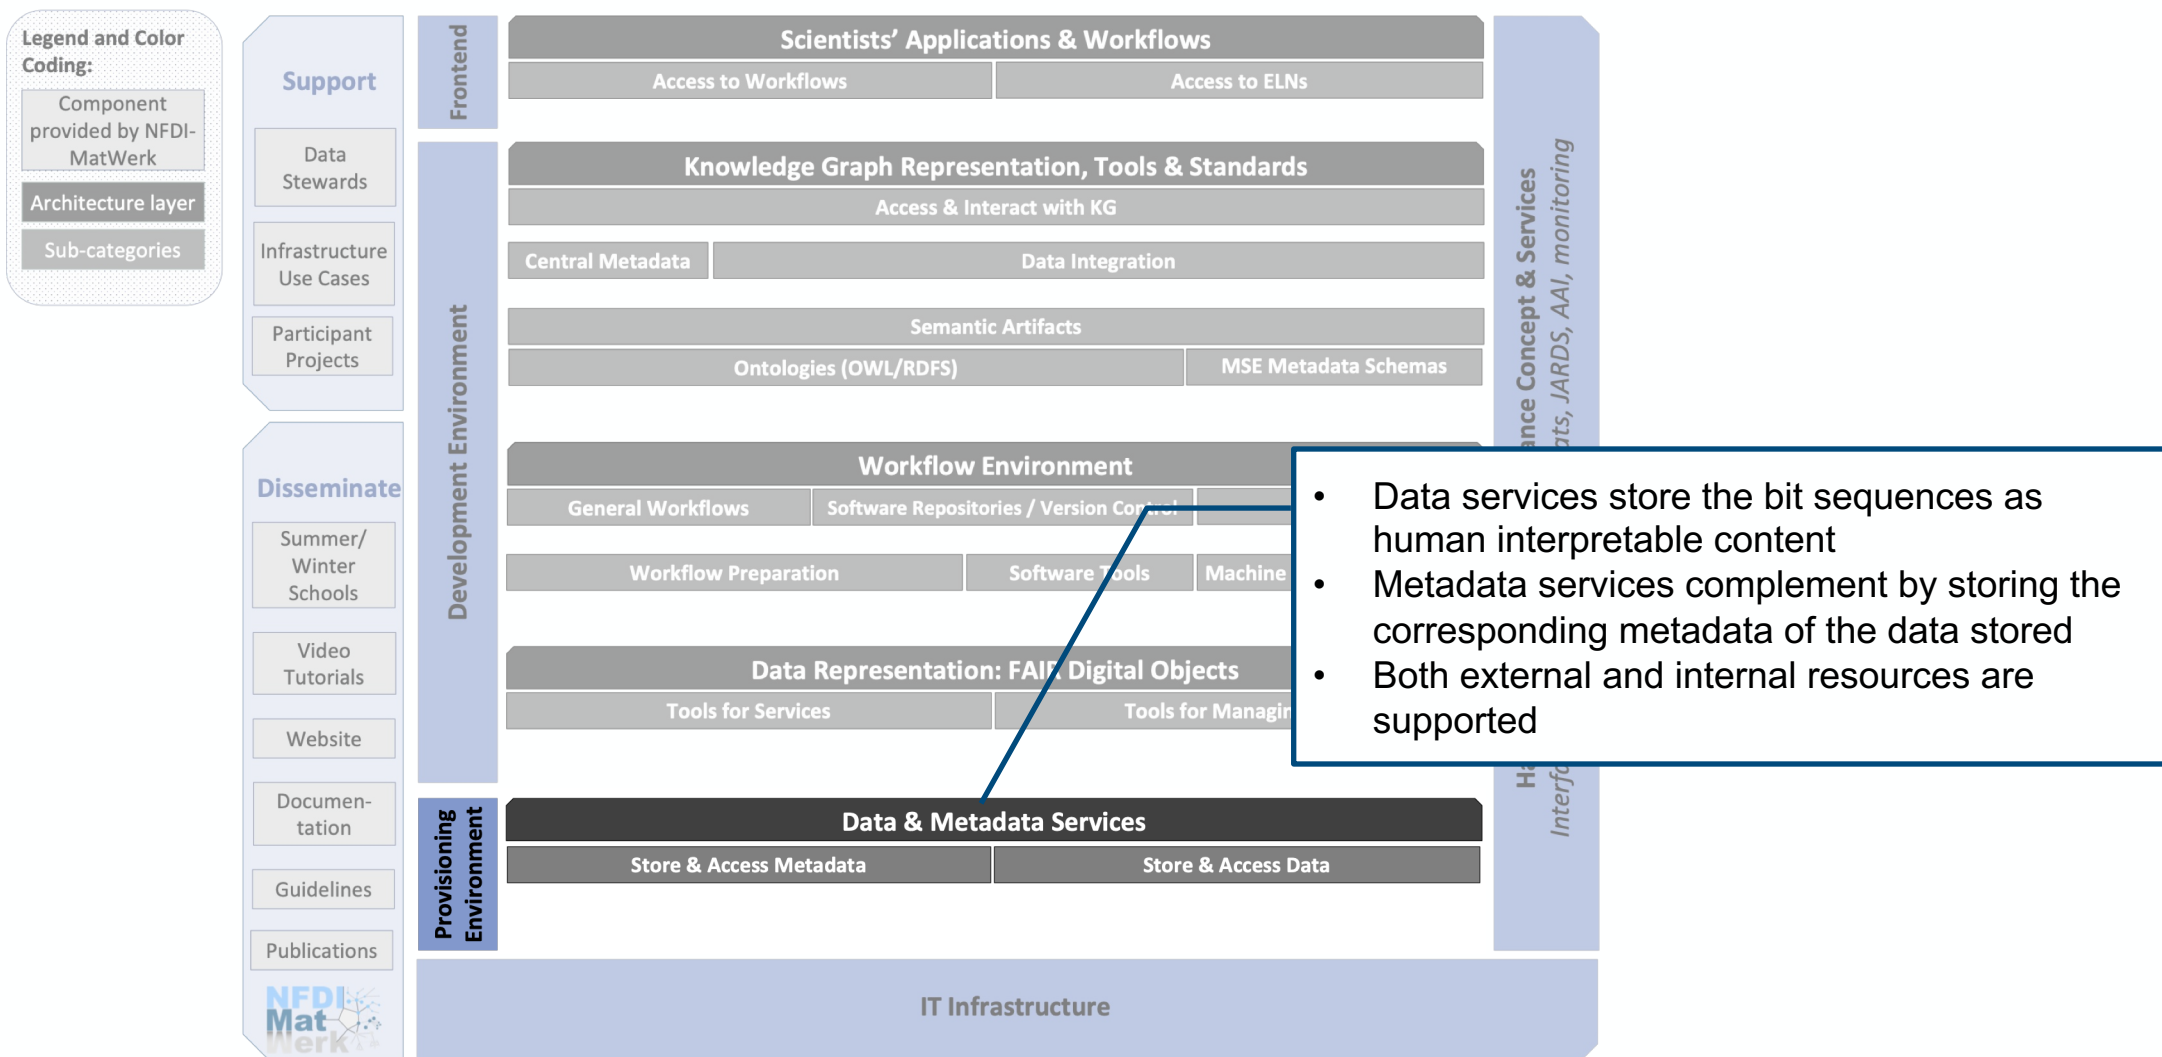 Legend and Color
Coding:
Component
provided by NFDI-
MatWerk
Architecture layer
Sub-categories
Support
Data
Stewards
Infrastructure
Use Cases
Participant
Projects
Disseminate
Summer/
Winter
Schools
Video
Tutorials
Website
Documen-
tation
Guidelines
Publications
NFDI
Mat
Werk
Frontend
Scientists’ Applications & Workflows
Access to Workflows
Access to ELNs
Development Environment
Knowledge Graph Representation, Tools & Standards
Access & Interact with KG
Central Metadata
Data Integration
Semantic Artifacts
Ontologies (OWL/RDFS)
MSE Metadata Schemas
Workflow Environment
General Workflows
Software Repositories / Version Control
Workflow Preparation
Software Tools
Machine
Data Representation: FAIR Digital Objects
Tools for Services
Tools for
Provisioning
Environment
Data & Metadata Services
Store & Access Metadata
Store & Access Data
IT Infrastructure
Concept & Services
JARDS, AAI, monitoring
• Data services store the bit sequences as
human interpretable content
• Metadata services complement by storing the
corresponding metadata of the data stored
• Both external and internal resources are
supported